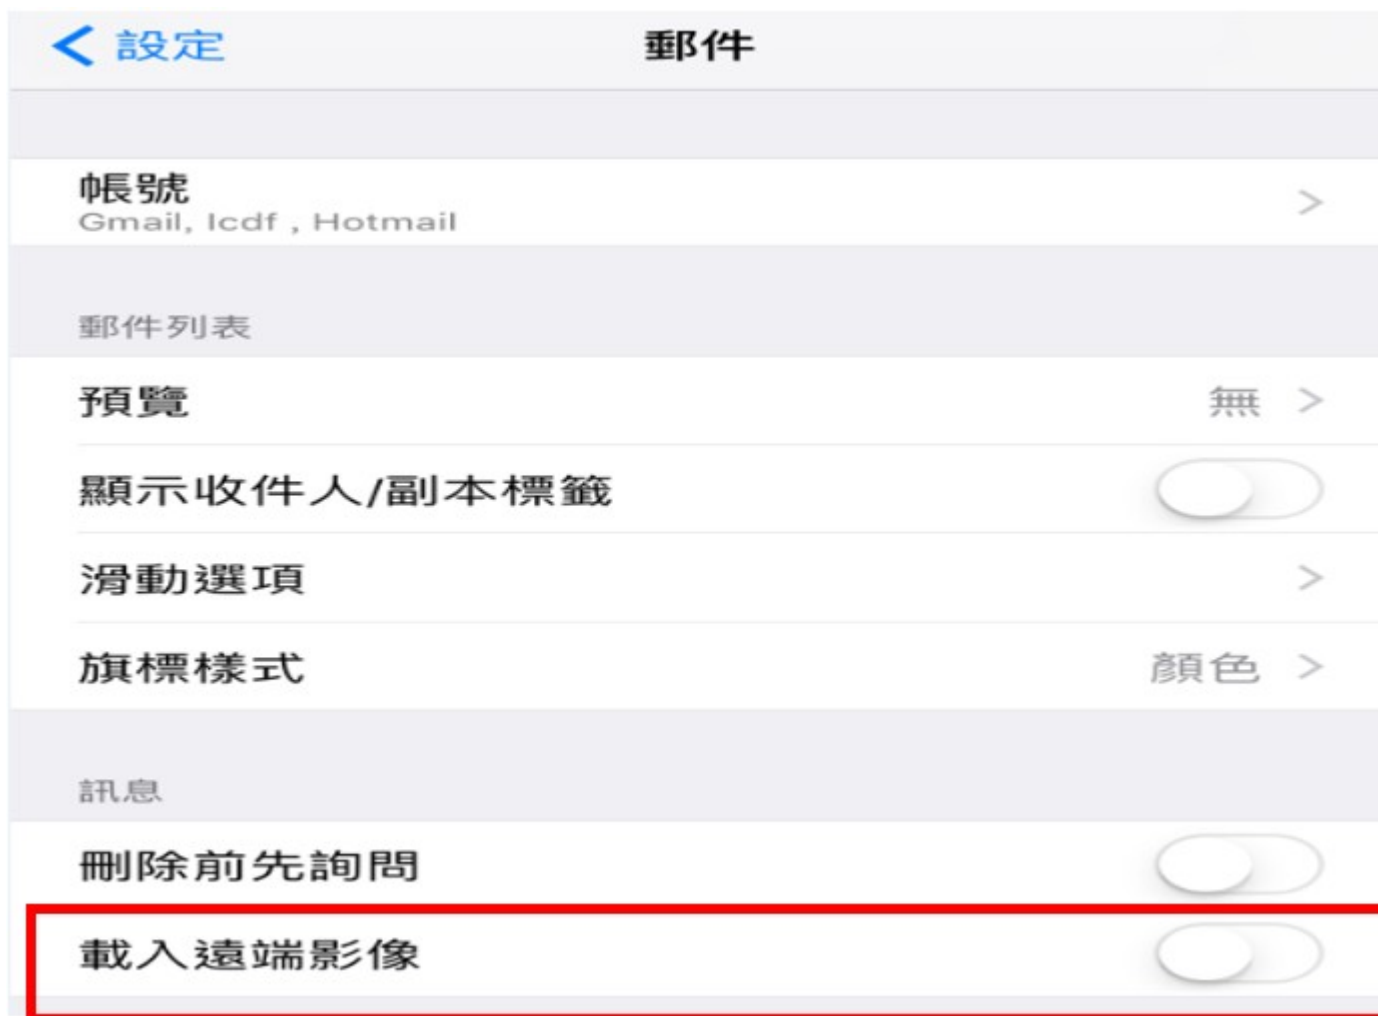 設定 郵件
帳號
Gmail, Icdf , Hotmail
郵件列表
預覽 無
顯示收件人/副本標籤
滑動選項
旗標樣式 顏色
訊息
刪除前先詢問
載入遠端影像